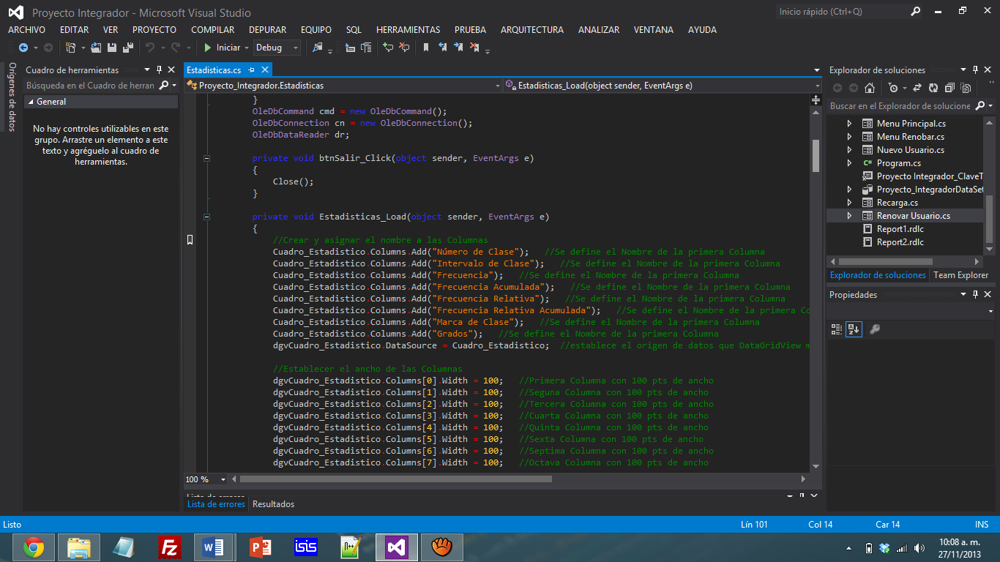 Proyecto Integrador - Microsoft Visual Studio
Inicio rápido (Ctrl+Q)
ARCHIVO EDITAR VER PROYECTO COMPILAR DEPURAR EQUIPO SQL HERRAMIENTAS PRUEBA ARQUITECTURA ANALIZAR VENTANA AYUDA
Iniciar Debug
Orígenes de datos
Cuadro de herramientas
Búsqueda en el Cuadro de herran
General
No hay controles utilizables en este
grupo. Arrastre un elemento a este
texto y agréguelo al cuadro de
herramientas.
Estadisticas.cs
Proyecto_Integrador.Estadisticas
Estadisticas_Load(object sender, EventArgs e)
}
OleDbCommand cmd = new OleDbCommand();
OleDbConnection cn = new OleDbConnection();
OleDbDataReader dr;
private void btnSalir_Click(object sender, EventArgs e)
{
Close();
}
private void Estadisticas_Load(object sender, EventArgs e)
{
//Crear y asignar el nombre a las Columnas
Cuadro_Estadistico.Columns.Add("Número de Clase"); //Se define el Nombre de la primera Columna
Cuadro_Estadistico.Columns.Add("Intervalo de Clase"); //Se define el Nombre de la primera Columna
Cuadro_Estadistico.Columns.Add("Frecuencia"); //Se define el Nombre de la primera Columna
Cuadro_Estadistico.Columns.Add("Frecuencia Acumulada"); //Se define el Nombre de la primera Columna
Cuadro_Estadistico.Columns.Add("Frecuencia Relativa"); //Se define el Nombre de la primera Columna
Cuadro_Estadistico.Columns.Add("Frecuencia Relativa Acumulada"); //Se define el Nombre de la primera Co
Cuadro_Estadistico.Columns.Add("Marca de Clase"); //Se define el Nombre de la primera Columna
Cuadro_Estadistico.Columns.Add("Grados"); //Se define el Nombre de la primera Columna
dgvCuadro_Estadistico.DataSource = Cuadro_Estadistico; //establece el origen de datos que DataGridView m
//Establecer el ancho de las Columnas
dgvCuadro_Estadistico.Columns[0].Width = 100; //Primera Columna con 100 pts de ancho
dgvCuadro_Estadistico.Columns[1].Width = 100; //Seguna Columna con 100 pts de ancho
dgvCuadro_Estadistico.Columns[2].Width = 100; //Tercera Columna con 100 pts de ancho
dgvCuadro_Estadistico.Columns[3].Width = 100; //Cuarta Columna con 100 pts de ancho
dgvCuadro_Estadistico.Columns[4].Width = 100; //Quinta Columna con 100 pts de ancho
dgvCuadro_Estadistico.Columns[5].Width = 100; //Sexta Columna con 100 pts de ancho
dgvCuadro_Estadistico.Columns[6].Width = 100; //Septima Columna con 100 pts de ancho
dgvCuadro_Estadistico.Columns[7].Width = 100; //Octava Columna con 100 pts de ancho
100 %
Lista de errores
Lista de errores Resultados
Explorador de soluciones
Buscar en el Explorador de solucione
Menu Principal.cs
Menu Renobar.cs
Nuevo Usuario.cs
C# Program.cs
Proyecto Integrador_ClaveT
Proyecto_IntegradorDataSet
Recarga.cs
Renovar Usuario.cs
Report1.rdlc
Report2.rdlc
Explorador de soluciones Team Explorer
Propiedades
Listo Lín 101 Col 14 Car 14 INS
isis
10:08 a. m.
27/11/2013